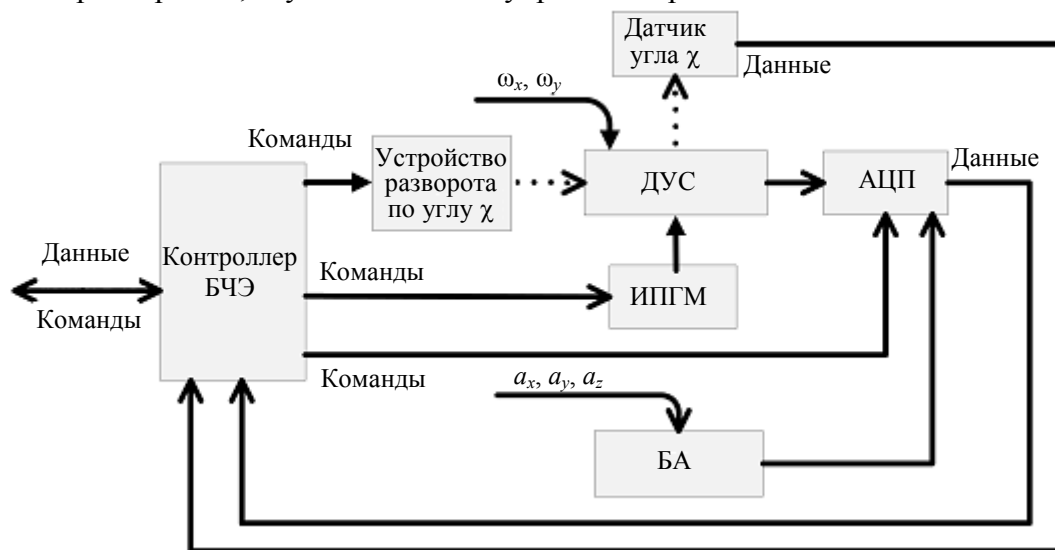 Датчик
угла χ
Данные
ωx, ωy
Команды
Устройство
разворота
по углу χ
ДУС
АЦП
Данные
Данные
Команды
Контроллер
БЧЭ
Команды
ИПГМ
Команды
ax, ay, az
БА